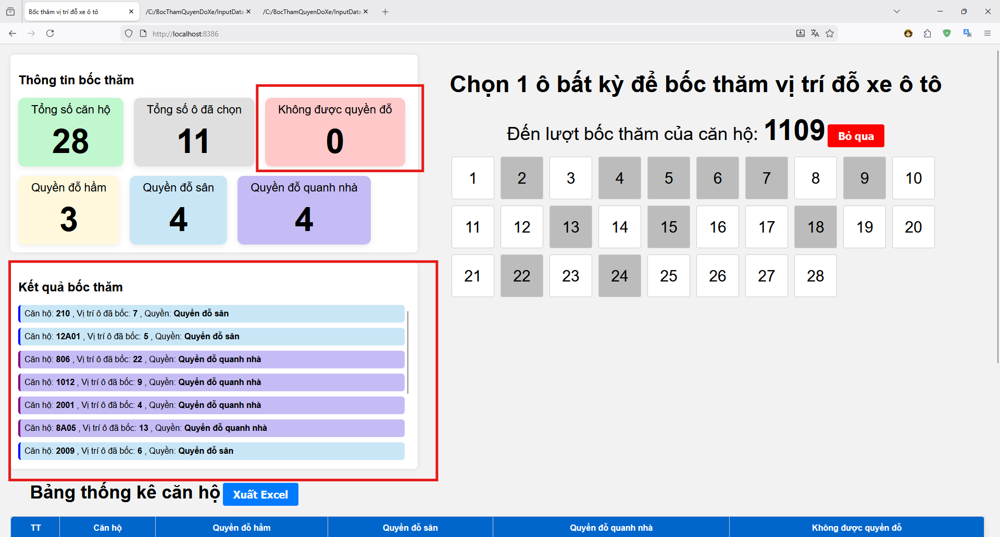 Bốc thăm vị trí đỗ xe ô tô
/C:/BocThamQuyenDoXe/InputData
/C:/BocThamQuyenDoXe/InputData
http://localhost:8386
Thông tin bốc thăm
Tổng số căn hộ
28
Tổng số ô đã chọn
11
Không được quyền đỗ
0
Quyền đỗ hầm
3
Quyền đỗ sân
4
Quyền đỗ quanh nhà
4
Kết quả bốc thăm
Căn hộ: 210 , Vị trí ô đã bốc: 7 , Quyền: Quyền đỗ sân
Căn hộ: 12A01 , Vị trí ô đã bốc: 5 , Quyền: Quyền đỗ sân
Căn hộ: 806 , Vị trí ô đã bốc: 22 , Quyền: Quyền đỗ quanh nhà
Căn hộ: 1012 , Vị trí ô đã bốc: 9 , Quyền: Quyền đỗ quanh nhà
Căn hộ: 2001 , Vị trí ô đã bốc: 4 , Quyền: Quyền đỗ quanh nhà
Căn hộ: 8A05 , Vị trí ô đã bốc: 13 , Quyền: Quyền đỗ quanh nhà
Căn hộ: 2009 , Vị trí ô đã bốc: 6 , Quyền: Quyền đỗ sân
Chọn 1 ô bất kỳ để bốc thăm vị trí đỗ xe ô tô
Đến lượt bốc thăm của căn hộ: 1109 Bỏ qua
1 2 3 4 5 6 7 8 9 10
11 12 13 14 15 16 17 18 19 20
21 22 23 24 25 26 27 28
Bảng thống kê căn hộ Xuất Excel
TT Căn hộ Quyền đỗ hầm Quyền đỗ sân Quyền đỗ quanh nhà Không được quyền đỗ